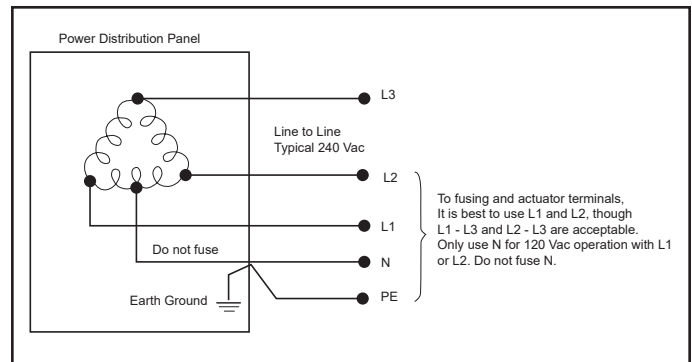 Power Distribution Panel
L3
Line to Line
Typical 240 Vac
L2
To fusing and actuator terminals,
It is best to use L1 and L2, though
L1 - L3 and L2 - L3 are acceptable.
Only use N for 120 Vac operation with L1
or L2. Do not fuse N.
L1
Do not fuse
N
Earth Ground
PE